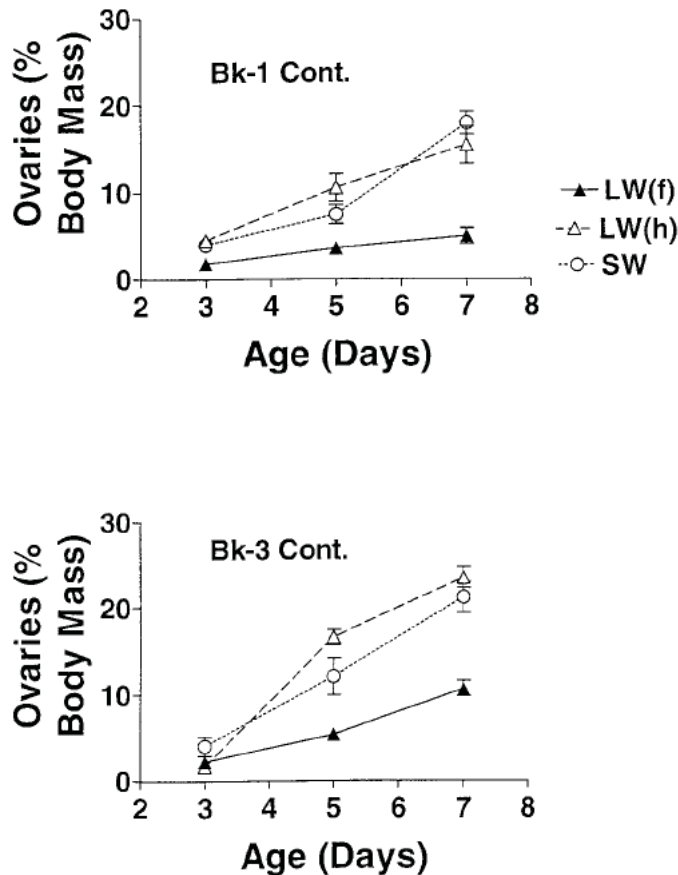 30
Ovaries (%
Body Mass)
Bk-1 Cont.
20
10
0
2 3 4 5 6 7 8
Age (Days)
LW(f)
LW(h)
SW
30
Ovaries (%
Body Mass)
Bk-3 Cont.
20
10
0
2 3 4 5 6 7 8
Age (Days)